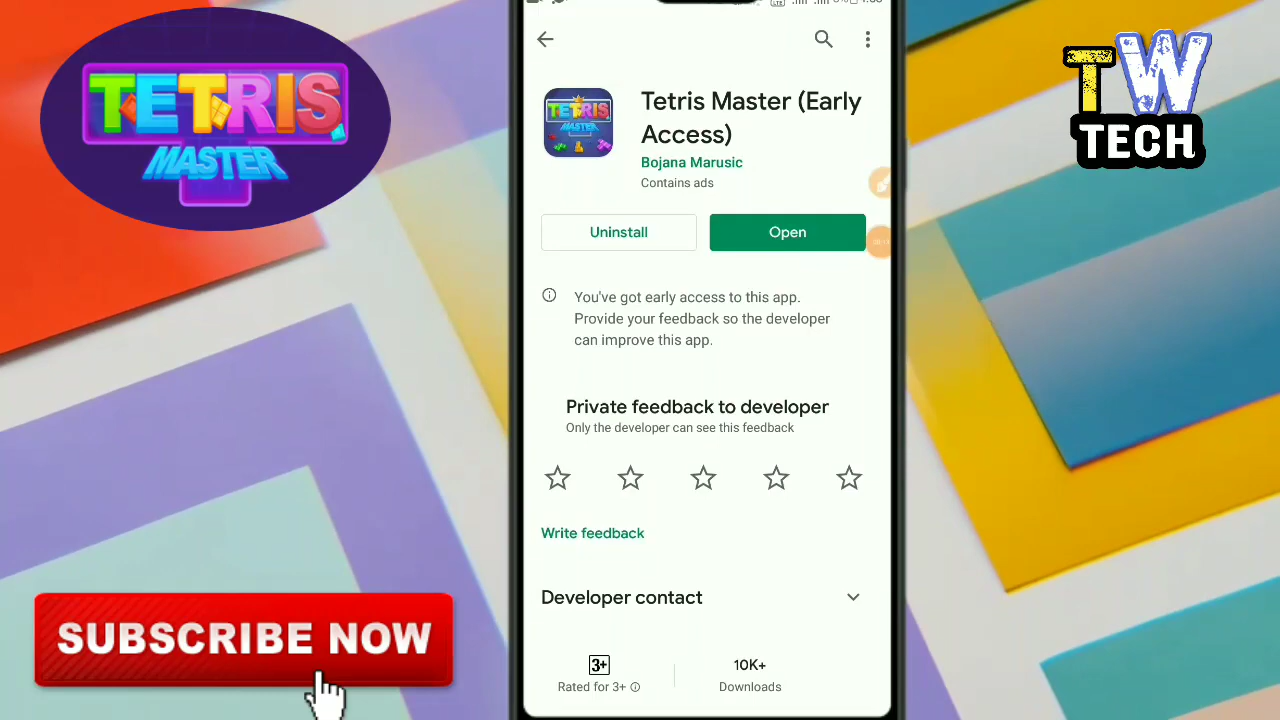 TETRIS
MASTER
T W
TECH
TETRIS
MASTER
Tetris Master (Early
Access)
Bojana Marusic
Contains ads
Uninstall
Open
You've got early access to this app.
Provide your feedback so the developer
can improve this app.
Private feedback to developer
Only the developer can see this feedback
Write feedback
Developer contact
3+
Rated for 3+
10K+
Downloads
SUBSCRIBE NOW